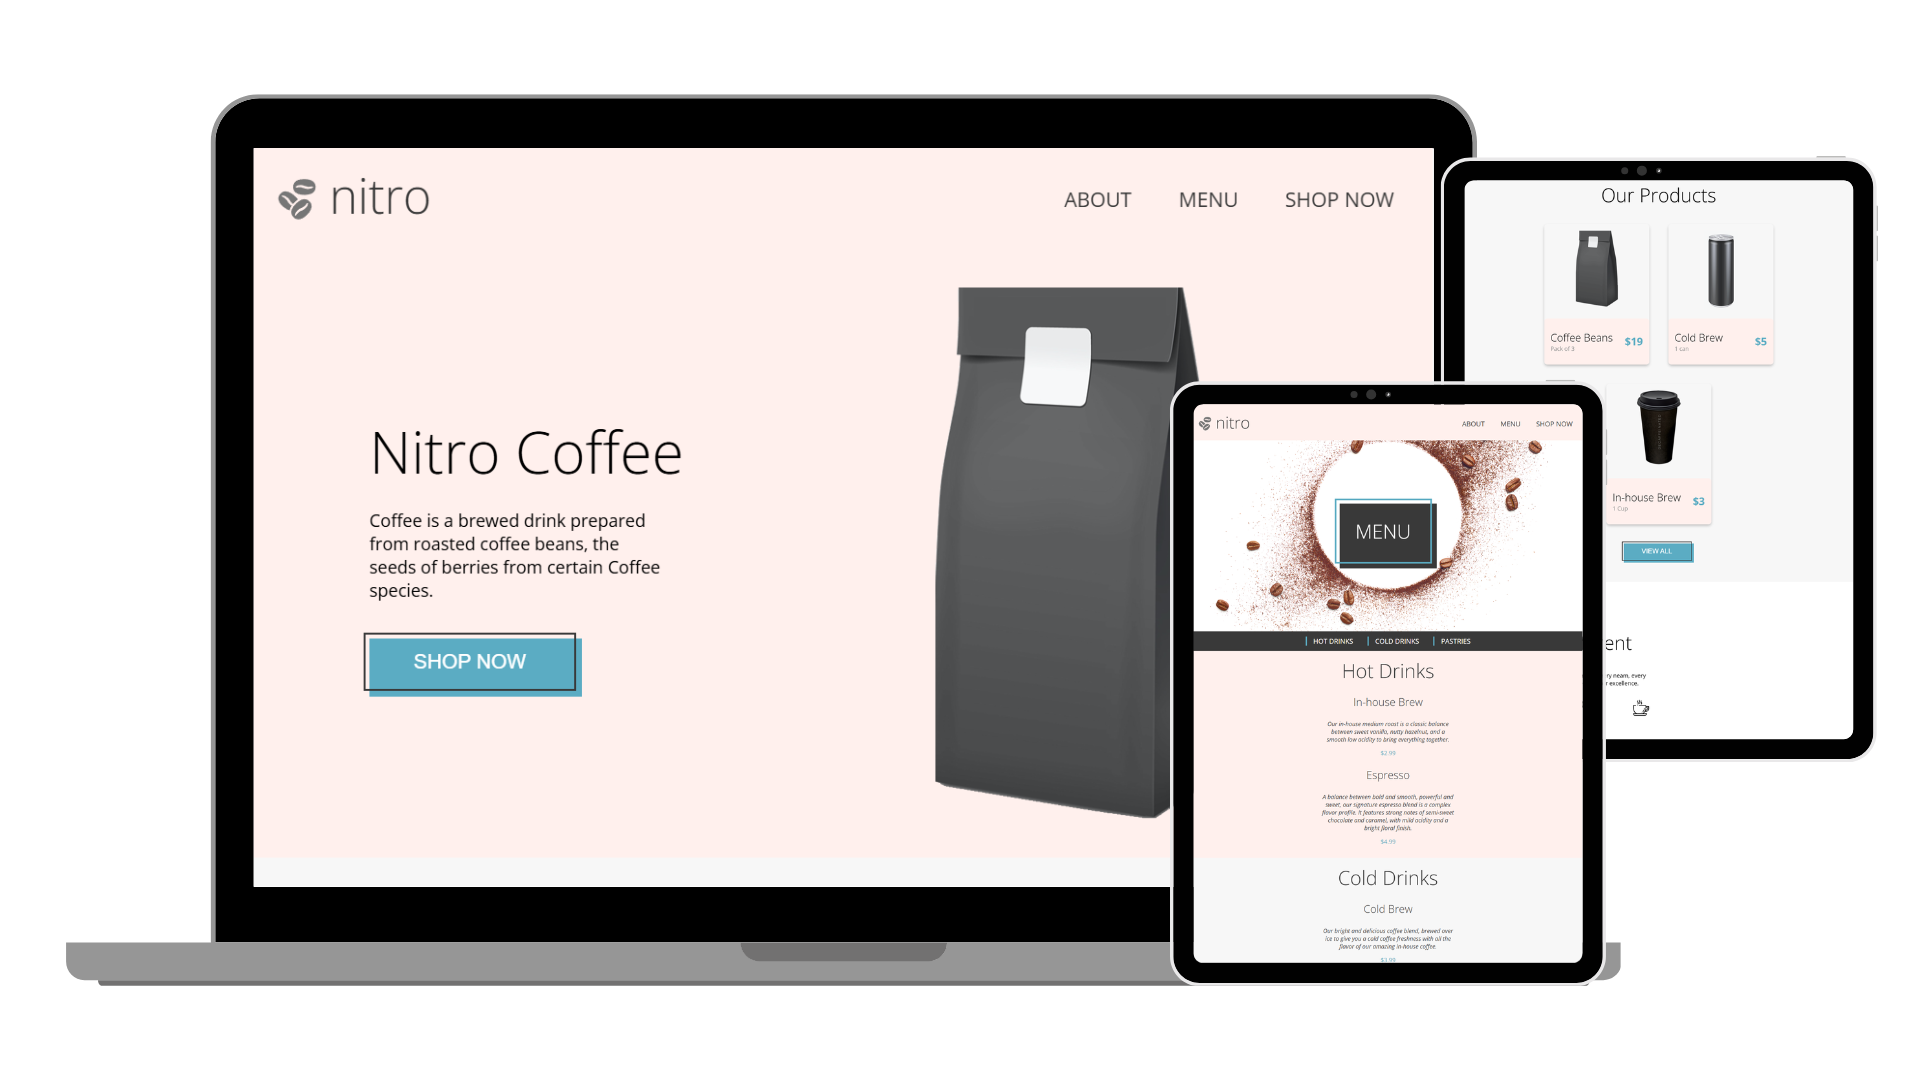 nitro
ABOUT MENU SHOP NOW
Nitro Coffee
Coffee is a brewed drink prepared
from roasted coffee beans, the
seeds of berries from certain Coffee
species.
SHOP NOW
nitro
ABOUT MENU SHOP NOW
MENU
HOT DRINKS COLD DRINKS PASTRIES
Hot Drinks
In-house Brew
Our in-house medium roast is a classic balance
between sweet vanilla, nutty hazelnut, and a
smooth low acidity to bring everything together.
$2.99
Espresso
A balance between bold and smooth, powerful and
sweet, our signature espresso blend is a complex
flavor profile. It features strong notes of semi-sweet
chocolate and caramel, with mild acidity and a
bright floral finish.
$4.99
Cold Drinks
Cold Brew
Our bright and delicious coffee blend, brewed over
ice to give you a cold coffee freshness with all the
flavor of our amazing in-house coffee.
$3.99
Our Products
Coffee Beans $19
Pack of 3
Cold Brew $5
1 can
In-house Brew $3
1 Cup
VIEW ALL
ent
every
r excellence.